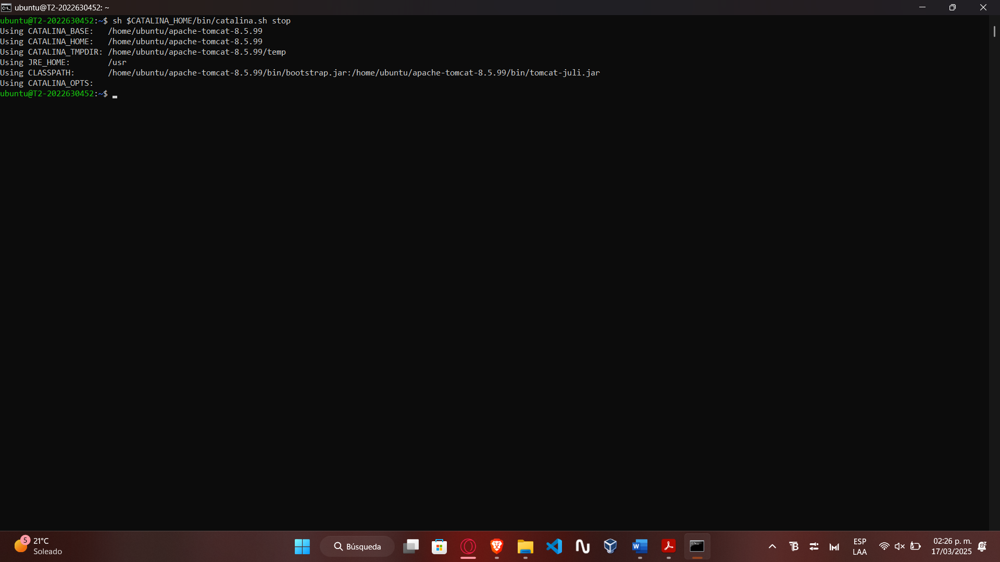 ubuntu@T2-2022630452: ~
ubuntu@T2-2022630452:~$ sh $CATALINA_HOME/bin/catalina.sh stop
Using CATALINA_BASE:   /home/ubuntu/apache-tomcat-8.5.99
Using CATALINA_HOME:   /home/ubuntu/apache-tomcat-8.5.99
Using CATALINA_TMPDIR: /home/ubuntu/apache-tomcat-8.5.99/temp
Using JRE_HOME:        /usr
Using CLASSPATH:       /home/ubuntu/apache-tomcat-8.5.99/bin/bootstrap.jar:/home/ubuntu/apache-tomcat-8.5.99/bin/tomcat-juli.jar
Using CATALINA_OPTS:
ubuntu@T2-2022630452:~$
5
21°C
Soleado
Búsqueda
ESP
LAA
02:26 p. m.
17/03/2025